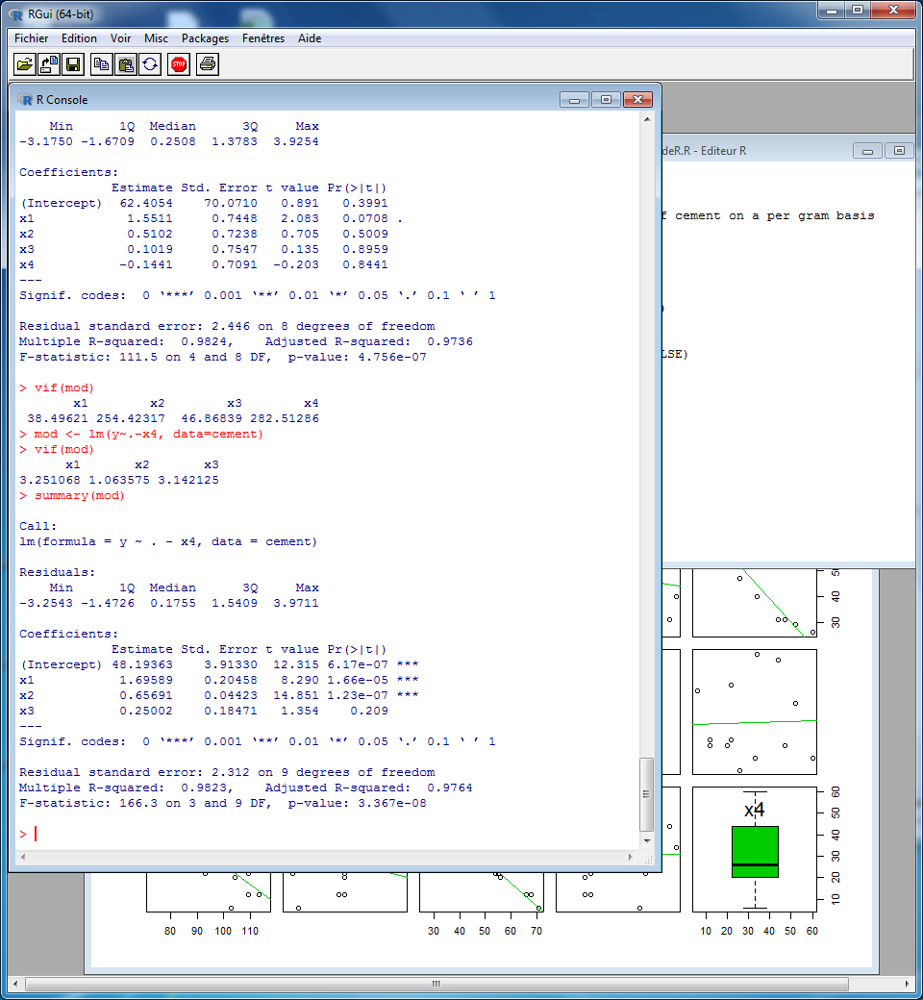 RGui (64-bit)
Fichier Edition Voir Misc Packages Fenêtres Aide
STOP
R Console
Min 1Q Median 3Q Max
-3.1750 -1.6709 0.2508 1.3783 3.9254
Coefficients:
Estimate Std. Error t value Pr(>|t|)
(Intercept) 62.4054 70.0710 0.891 0.3991
x1 1.5511 0.7448 2.083 0.0708 .
x2 0.5102 0.7238 0.705 0.5009
x3 0.1019 0.7547 0.135 0.8959
x4 -0.1441 0.7091 -0.203 0.8441
---
Signif. codes: 0 ‘***’ 0.001 ‘**’ 0.01 ‘*’ 0.05 ‘.’ 0.1 ‘ ’ 1
Residual standard error: 2.446 on 8 degrees of freedom
Multiple R-squared: 0.9824, Adjusted R-squared: 0.9736
F-statistic: 111.5 on 4 and 8 DF, p-value: 4.756e-07
> vif(mod)
x1 x2 x3 x4
38.49621 254.42317 46.86839 282.51286
> mod <- lm(y~.-x4, data=cement)
> vif(mod)
x1 x2 x3
3.251068 1.063575 3.142125
> summary(mod)
Call:
lm(formula = y ~ . - x4, data = cement)
Residuals:
Min 1Q Median 3Q Max
-3.2543 -1.4726 0.1755 1.5409 3.9711
Coefficients:
Estimate Std. Error t value Pr(>|t|)
(Intercept) 48.19363 3.91330 12.315 6.17e-07 ***
x1 1.69589 0.20458 8.290 1.66e-05 ***
x2 0.65691 0.04423 14.851 1.23e-07 ***
x3 0.25002 0.18471 1.354 0.209
---
Signif. codes: 0 ‘***’ 0.001 ‘**’ 0.01 ‘*’ 0.05 ‘.’ 0.1 ‘ ’ 1
Residual standard error: 2.312 on 9 degrees of freedom
Multiple R-squared: 0.9823, Adjusted R-squared: 0.9764
F-statistic: 166.3 on 3 and 9 DF, p-value: 3.367e-08
>
deR.R - Editeur R
cement on a per gram basis
LSE)
30
x4
10 20 30 40 50 60
80 90 100 110
30 40 50 60 70
10 20 30 40 50 60